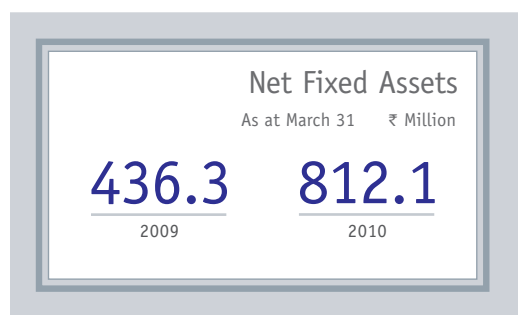 Net Fixed Assets
As at March 31 ₹ Million
436.3 812.1
2009 2010